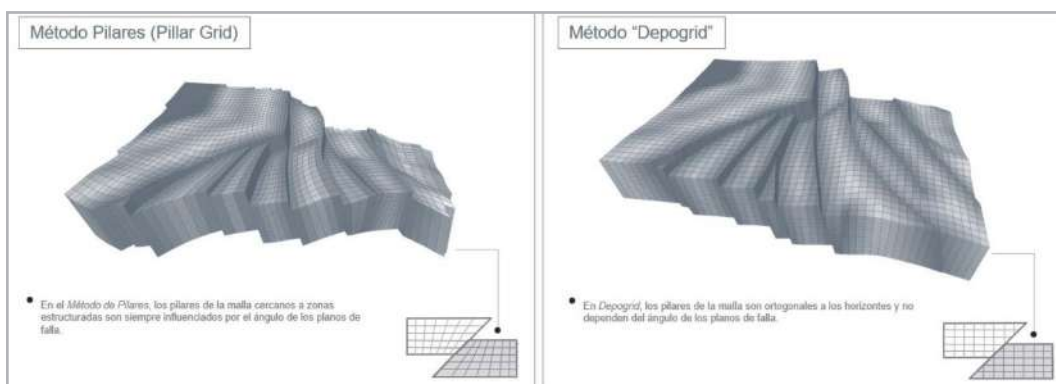 Método Pilares (Pillar Grid)
En el Método de Pilares, los pilares de la malla cercanos a zonas
estructuradas son siempre influenciados por el ángulo de los planos de
falla.
Método "Depogrid"
En Depogrid, los pilares de la malla son ortogonales a los horizontes y no
dependen del ángulo de los planos de falla.